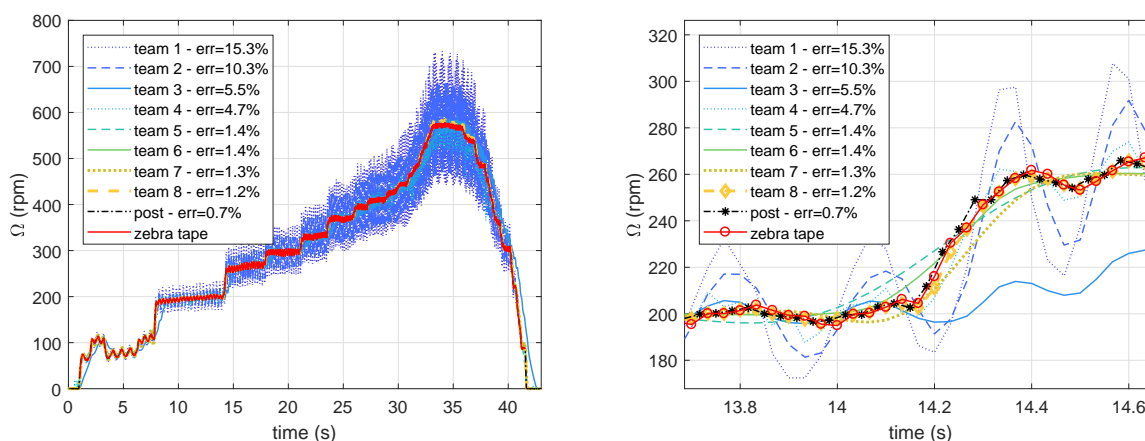 800
700
600
500
400
300
200
100
0
Ω (rpm)
team 1 - err=15.3%
team 2 - err=10.3%
team 3 - err=5.5%
team 4 - err=4.7%
team 5 - err=1.4%
team 6 - err=1.4%
team 7 - err=1.3%
team 8 - err=1.2%
post - err=0.7%
zebra tape
0 5 10 15 20 25 30 35 40
time (s)
320
300
280
260
240
220
200
180
Ω (rpm)
team 1 - err=15.3%
team 2 - err=10.3%
team 3 - err=5.5%
team 4 - err=4.7%
team 5 - err=1.4%
team 6 - err=1.4%
team 7 - err=1.3%
team 8 - err=1.2%
post - err=0.7%
zebra tape
13.8 14 14.2 14.4 14.6
time (s)